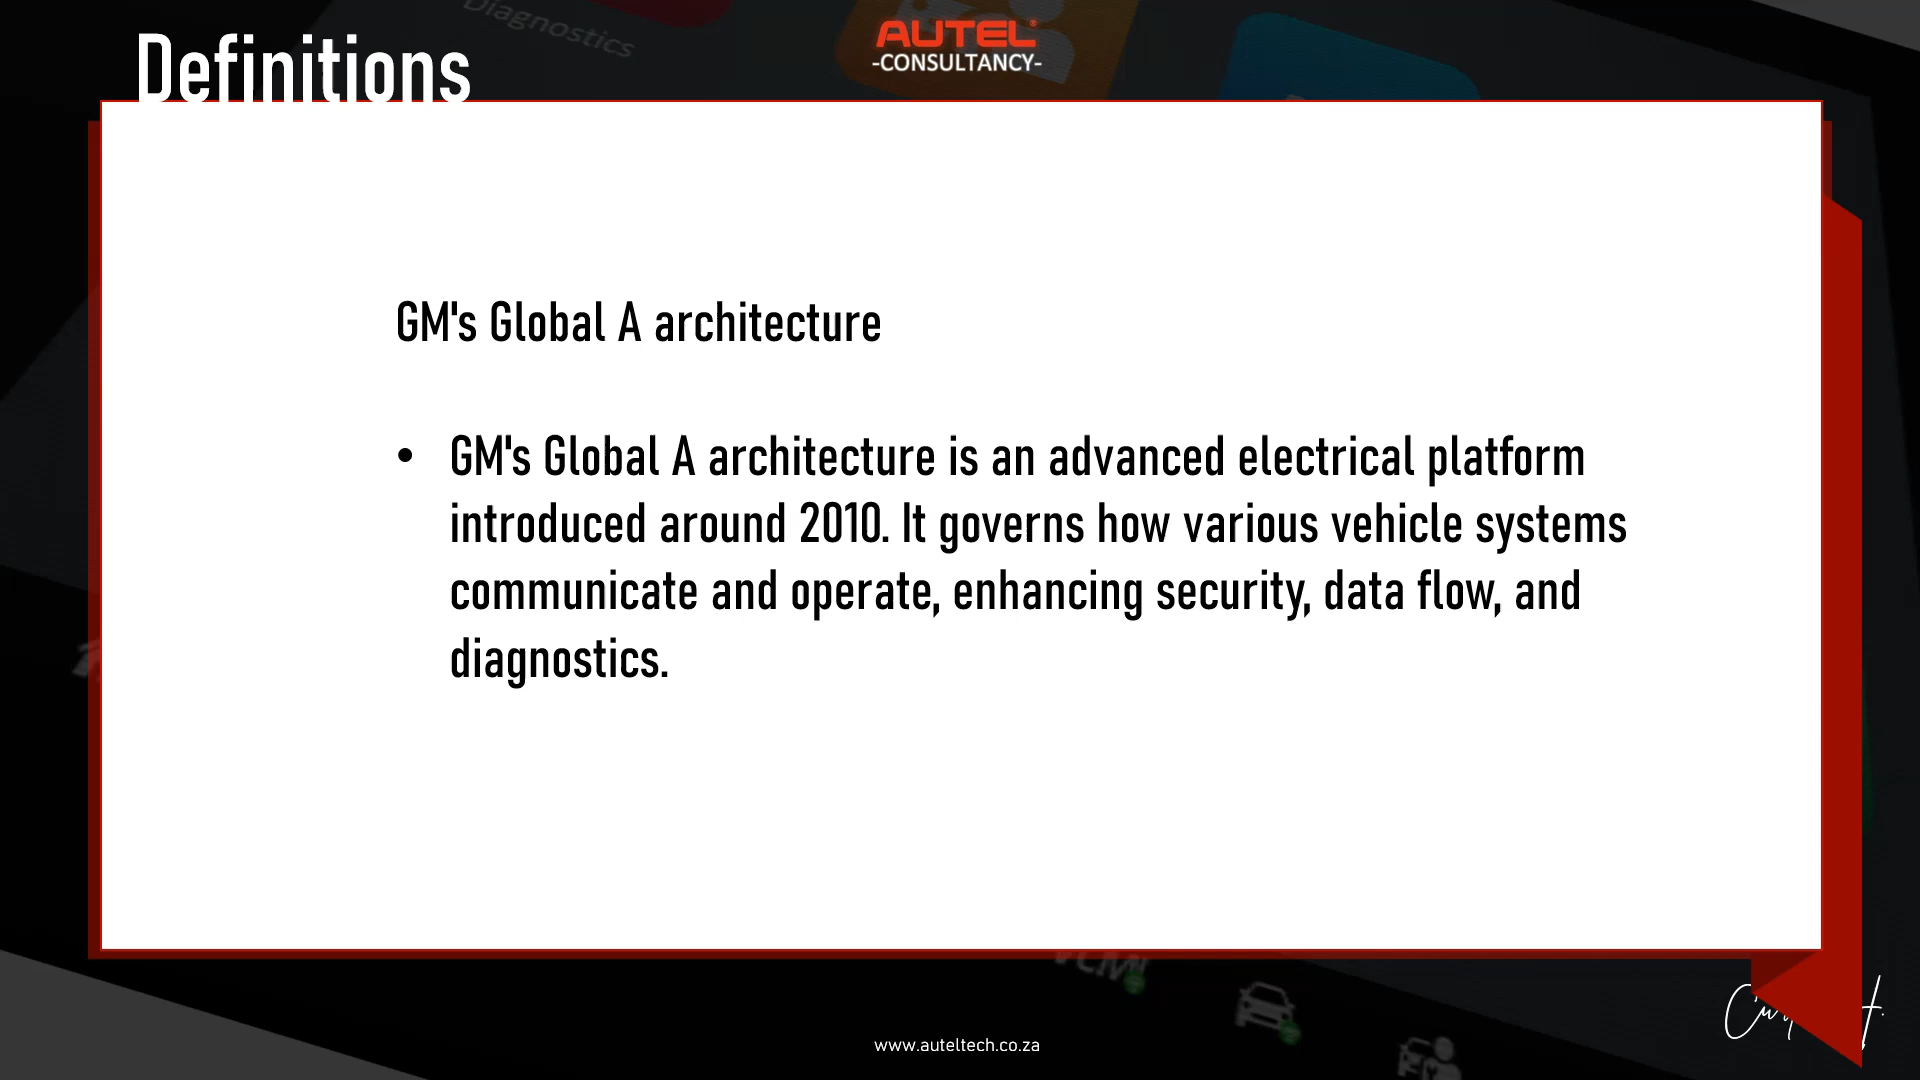 Diagnostics
AUTEL
-CONSULTANCY-
Definitions
GM's Global A architecture
• GM's Global A architecture is an advanced electrical platform
introduced around 2010. It governs how various vehicle systems
communicate and operate, enhancing security, data flow, and
diagnostics.
www.auteltech.co.za